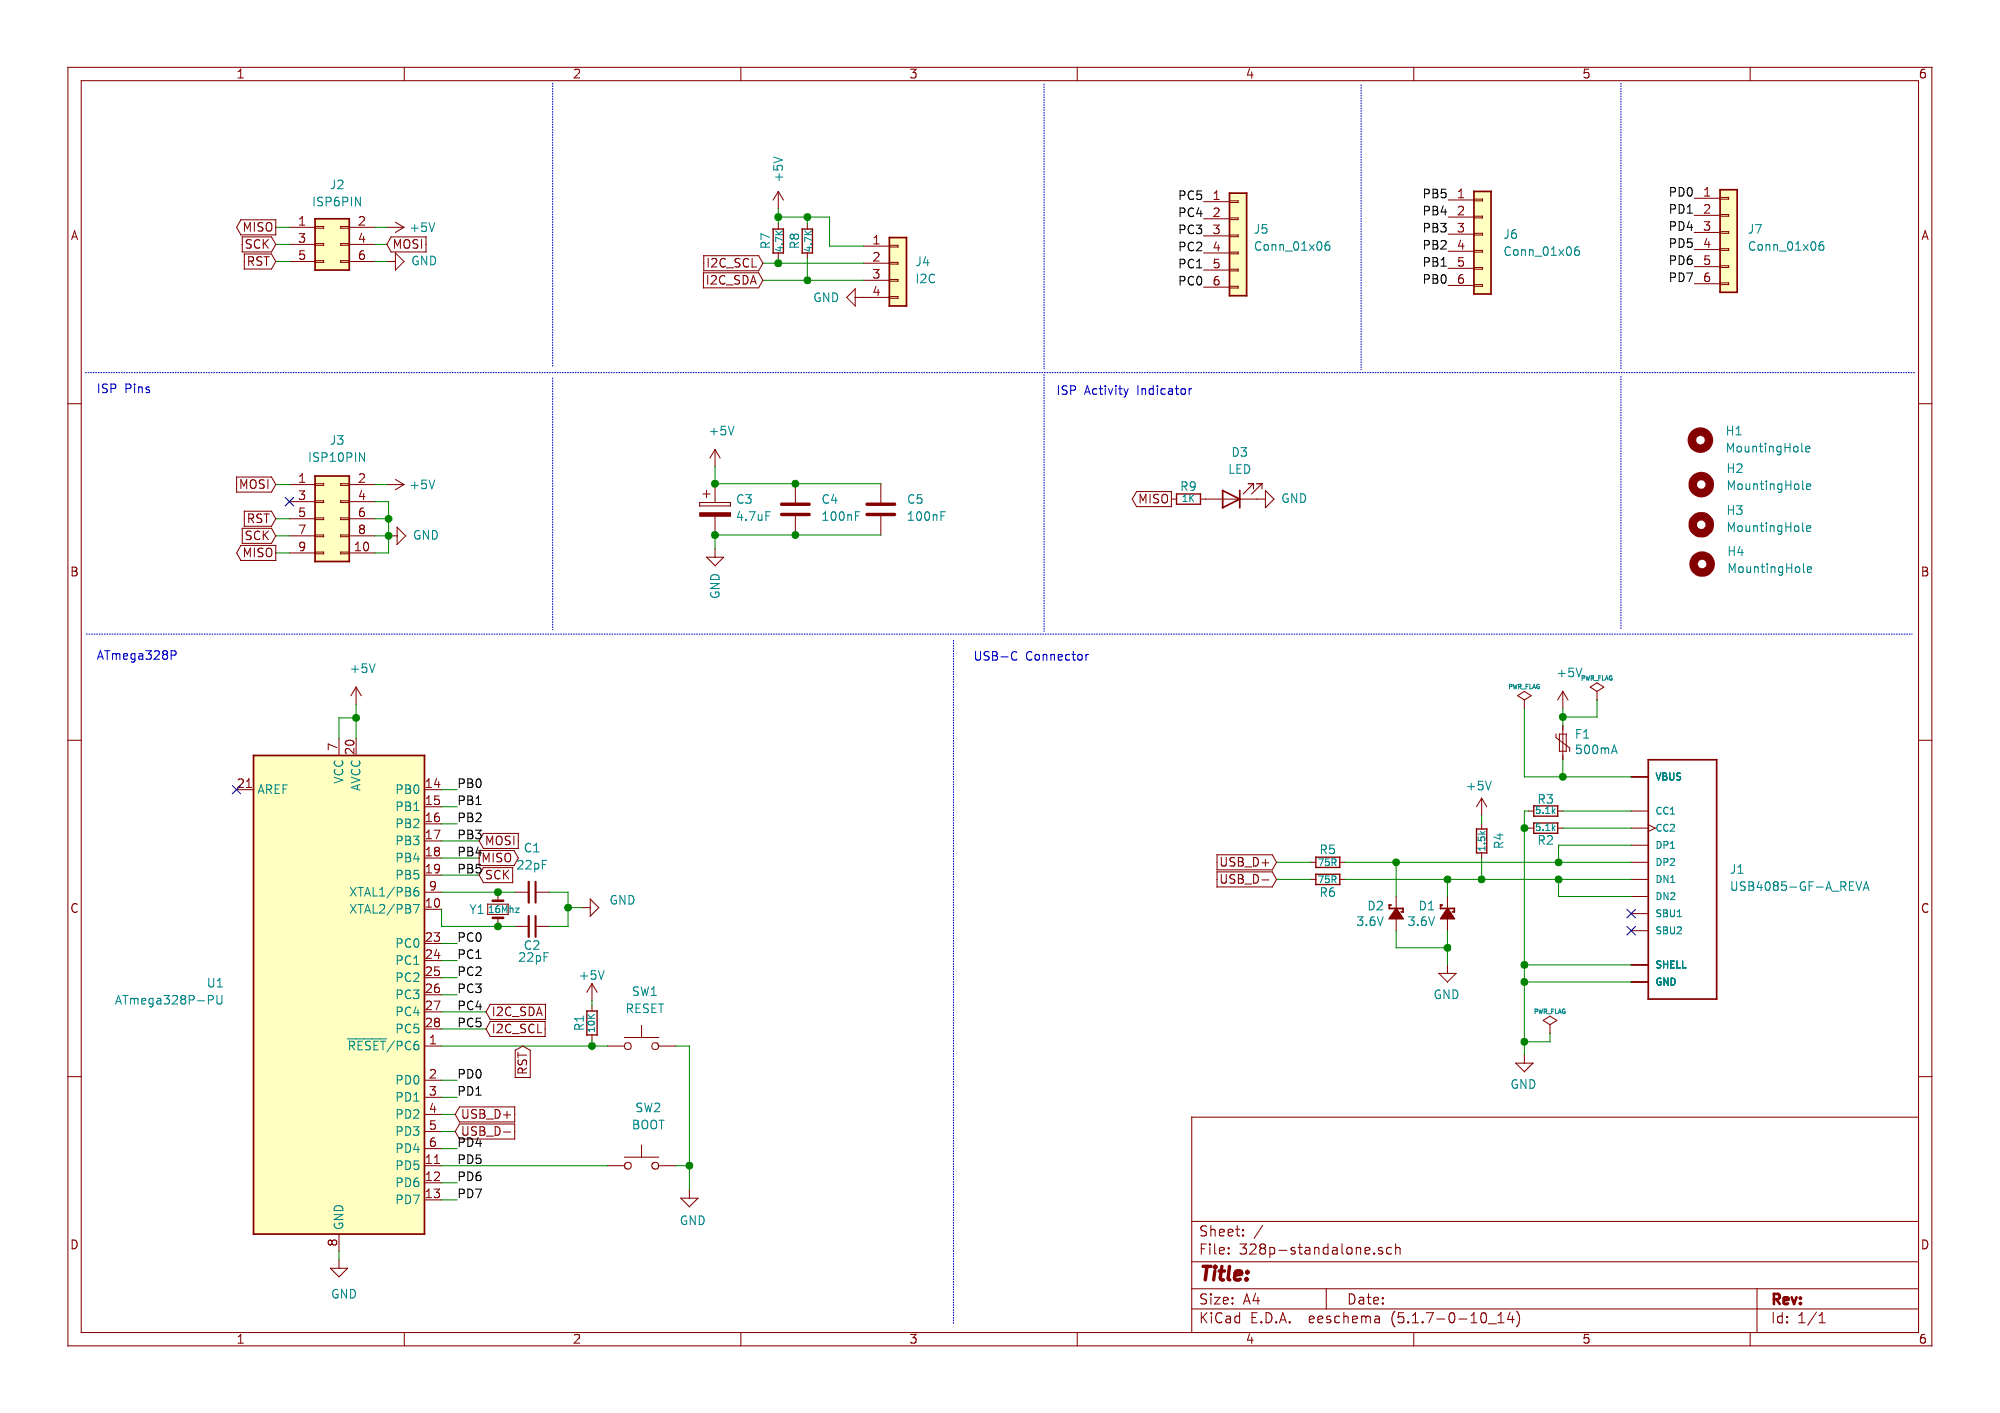 1 2 3 4 5 6
A A
B B
C C
D D
J2
ISP6PIN
MISO 1 2 +5V
SCK 3 4 MOSI
RST 5 6 GND
+5V
R7 4.7K
R8 4.7K
I2C_SCL
I2C_SDA
GND
1
2
3
4
J4
I2C
PC5 1
PC4 2
PC3 3
PC2 4
PC1 5
PC0 6
J5
Conn_01x06
PB5 1
PB4 2
PB3 3
PB2 4
PB1 5
PB0 6
J6
Conn_01x06
PD0 1
PD1 2
PD4 3
PD5 4
PD6 5
PD7 6
J7
Conn_01x06
ISP Pins
J3
ISP10PIN
MOSI 1 2 +5V
3 4
RST 5 6
SCK 7 8 GND
MISO 9 10
+5V
+
C3
4.7uF
C4
100nF
C5
100nF
GND
ISP Activity Indicator
D3
LED
MISO R9 1K GND
H1
MountingHole
H2
MountingHole
H3
MountingHole
H4
MountingHole
ATmega328P
+5V
7 20
VCC AVCC
21 AREF
U1
ATmega328P-PU
PB0 14 PB0
PB1 15 PB1
PB2 16 PB2
PB3 17 PB3 MOSI
PB4 18 PB4 MISO
PB5 19 PB5 SCK
XTAL1/PB6 9
XTAL2/PB7 10
C1
22pF
Y1 16Mhz
GND
C2
22pF
PC0 23 PC0
PC1 24 PC1
PC2 25 PC2
PC3 26 PC3
PC4 27 PC4 I2C_SDA
PC5 28 PC5 I2C_SCL
RESET/PC6 1
RST
+5V
R1 10K
SW1
RESET
PD0 2 PD0
PD1 3 PD1
PD2 4 USB_D+
PD3 5 USB_D-
PD4 6 PD4
PD5 11 PD5
PD6 12 PD6
PD7 13 PD7
SW2
BOOT
GND
GND
8
GND
USB-C Connector
PWR_FLAG
+5V
PWR_FLAG
F1
500mA
+5V
R4 1.5k
R3
5.1k
5.1k
R2
USB_D+ R5 75R
USB_D- 75R R6
D2
3.6V
D1
3.6V
GND
VBUS
CC1
CC2
DP1
DP2
DN1
DN2
SBU1
SBU2
SHELL
GND
J1
USB4085-GF-A_REVA
PWR_FLAG
GND
Sheet: /
File: 328p-standalone.sch
Title:
Size: A4 Date: Rev:
KiCad E.D.A. eeschema (5.1.7-0-10_14) Id: 1/1
1 2 3 4 5 6